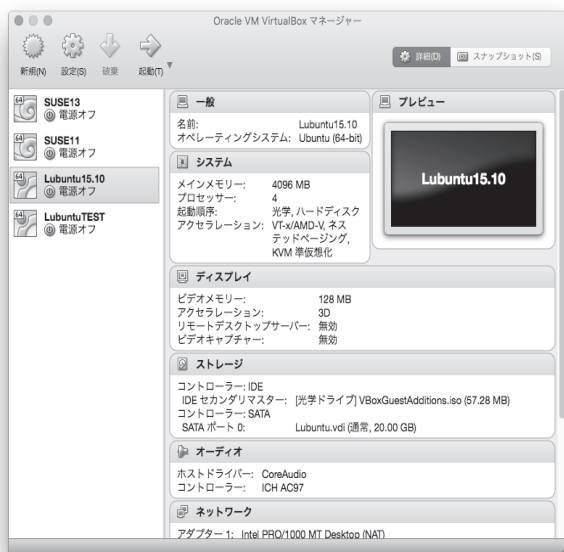 Oracle VM VirtualBox マネージャー
新規(N) 設定(S) 破棄 起動(T)
詳細(D) スナップショット(S)
64 SUSE13
電源オフ
64 SUSE11
電源オフ
64 Lubuntu15.10
電源オフ
64 LubuntuTEST
電源オフ
一般
名前: Lubuntu15.10
オペレーティングシステム: Ubuntu (64-bit)
システム
メインメモリー: 4096 MB
プロセッサー: 4
起動順序: 光学, ハードディスク
アクセラレーション: VT-x/AMD-V, ネス
テッドページング,
KVM 準仮想化
プレビュー
Lubuntu15.10
ディスプレイ
ビデオメモリー: 128 MB
アクセラレーション: 3D
リモートデスクトップサーバー: 無効
ビデオキャプチャー: 無効
ストレージ
コントローラー: IDE
IDE セカンダリマスター: [光学ドライブ] VBoxGuestAdditions.iso (57.28 MB)
コントローラー: SATA
SATA ポート 0: Lubuntu.vdi (通常, 20.00 GB)
オーディオ
ホストドライバー: CoreAudio
コントローラー: ICH AC97
ネットワーク
アダプター 1: Intel PRO/1000 MT Desktop (NAT)